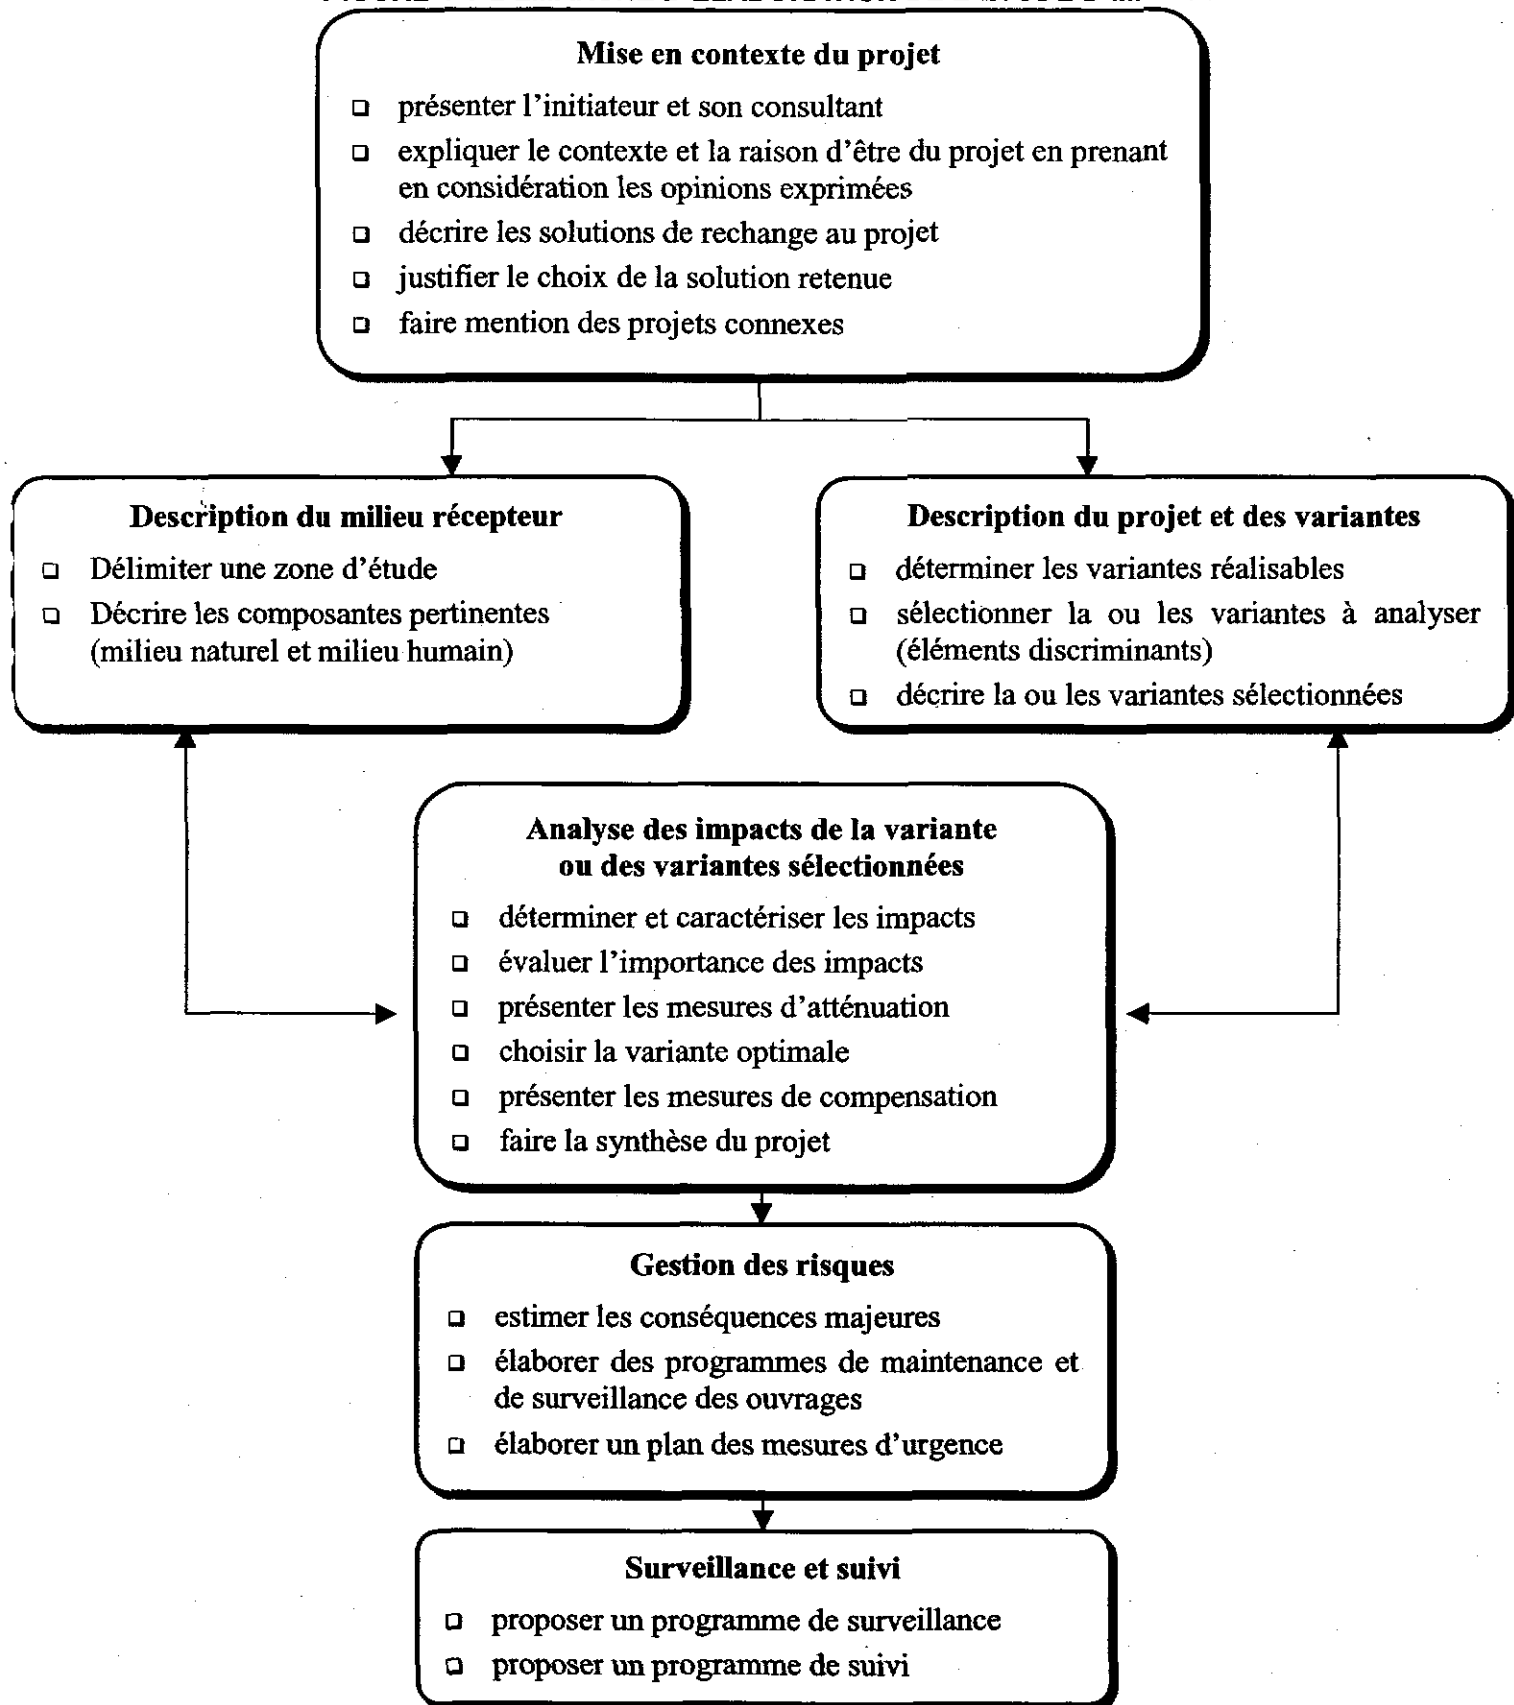 Mise en contexte du projet
❑ présenter l'initiateur et son consultant
❑ expliquer le contexte et la raison d'être du projet en prenant
en considération les opinions exprimées
❑ décrire les solutions de rechange au projet
❑ justifier le choix de la solution retenue
❑ faire mention des projets connexes
Description du milieu récepteur
❑ Délimiter une zone d'étude
❑ Décrire les composantes pertinentes
(milieu naturel et milieu humain)
Description du projet et des variantes
❑ déterminer les variantes réalisables
❑ sélectionner la ou les variantes à analyser
(éléments discriminants)
❑ décrire la ou les variantes sélectionnées
Analyse des impacts de la variante
ou des variantes sélectionnées
❑ déterminer et caractériser les impacts
❑ évaluer l'importance des impacts
❑ présenter les mesures d'atténuation
❑ choisir la variante optimale
❑ présenter les mesures de compensation
❑ faire la synthèse du projet
Gestion des risques
❑ estimer les conséquences majeures
❑ élaborer des programmes de maintenance et
de surveillance des ouvrages
❑ élaborer un plan des mesures d'urgence
Surveillance et suivi
❑ proposer un programme de surveillance
❑ proposer un programme de suivi